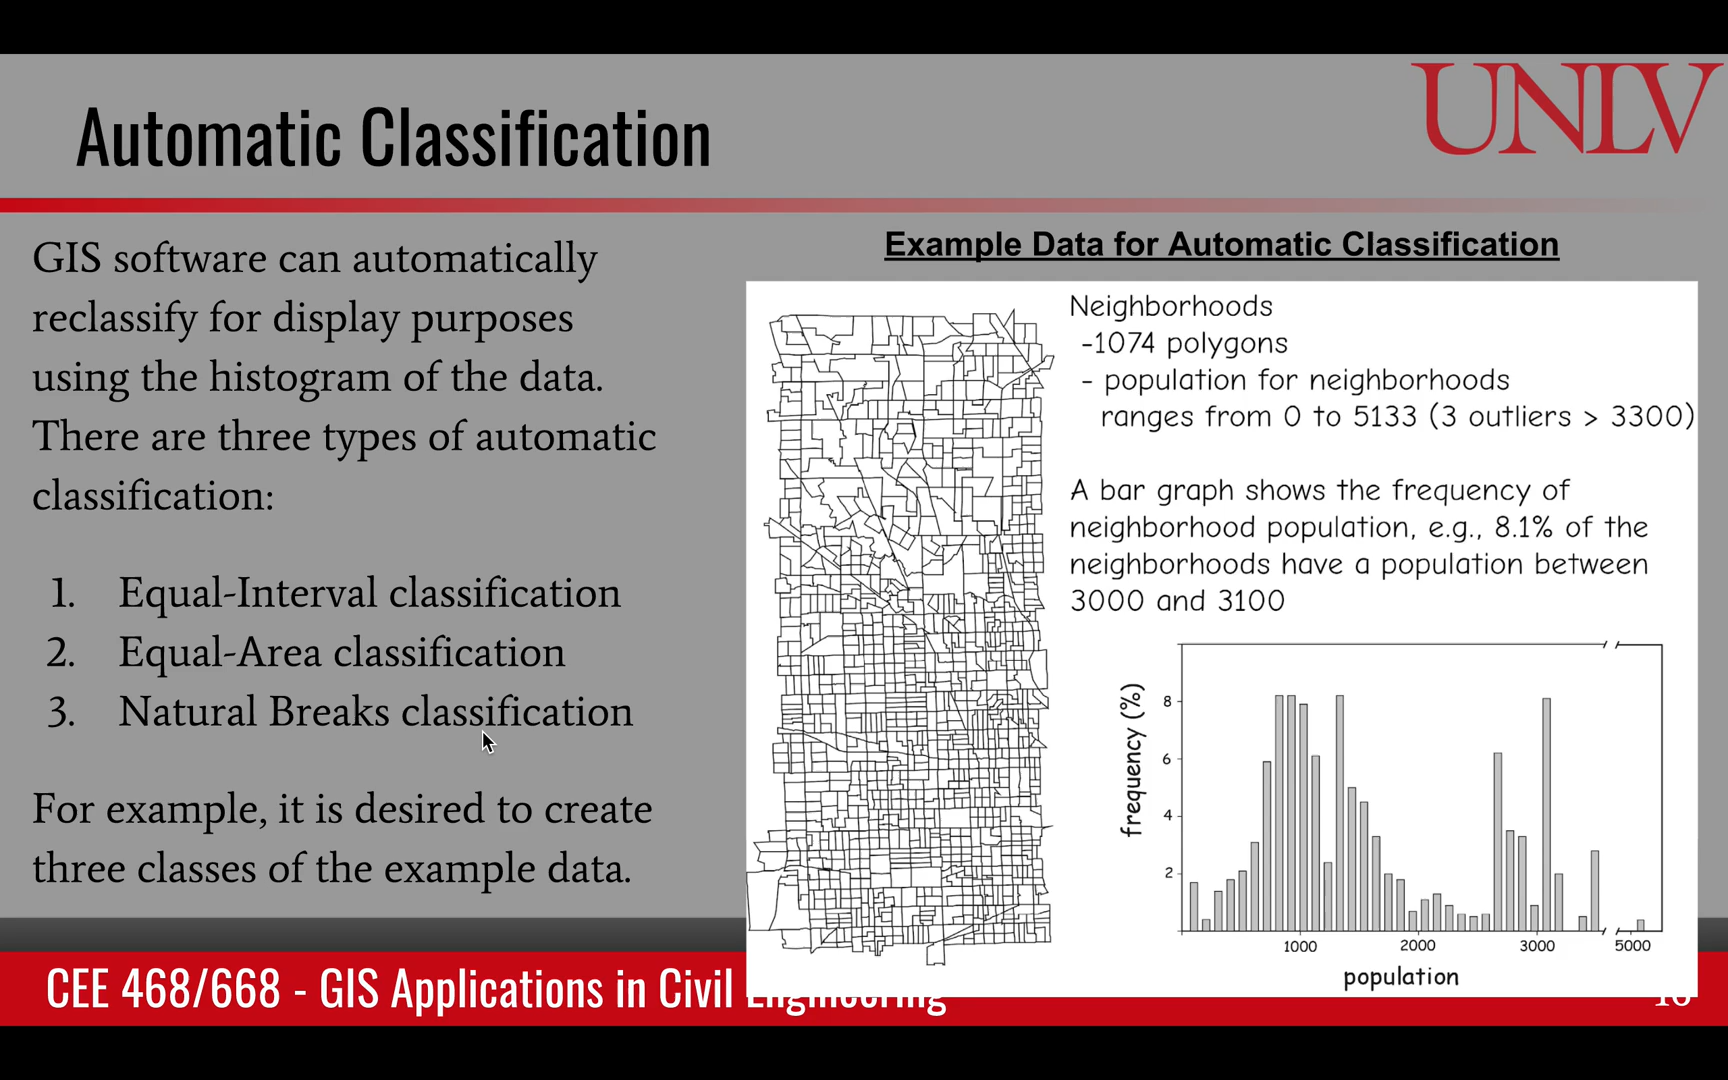 UNLV
Automatic Classification
GIS software can automatically
reclassify for display purposes
using the histogram of the data.
There are three types of automatic
classification:
1. Equal-Interval classification
2. Equal-Area classification
3. Natural Breaks classification
For example, it is desired to create
three classes of the example data.
Example Data for Automatic Classification
Neighborhoods
-1074 polygons
- population for neighborhoods
ranges from 0 to 5133 (3 outliers > 3300)
A bar graph shows the frequency of
neighborhood population, e.g., 8.1% of the
neighborhoods have a population between
3000 and 3100
frequency (%)
8
6
4
2
1000 2000 3000 5000
population
CEE 468/668 - GIS Applications in Civil Engineering